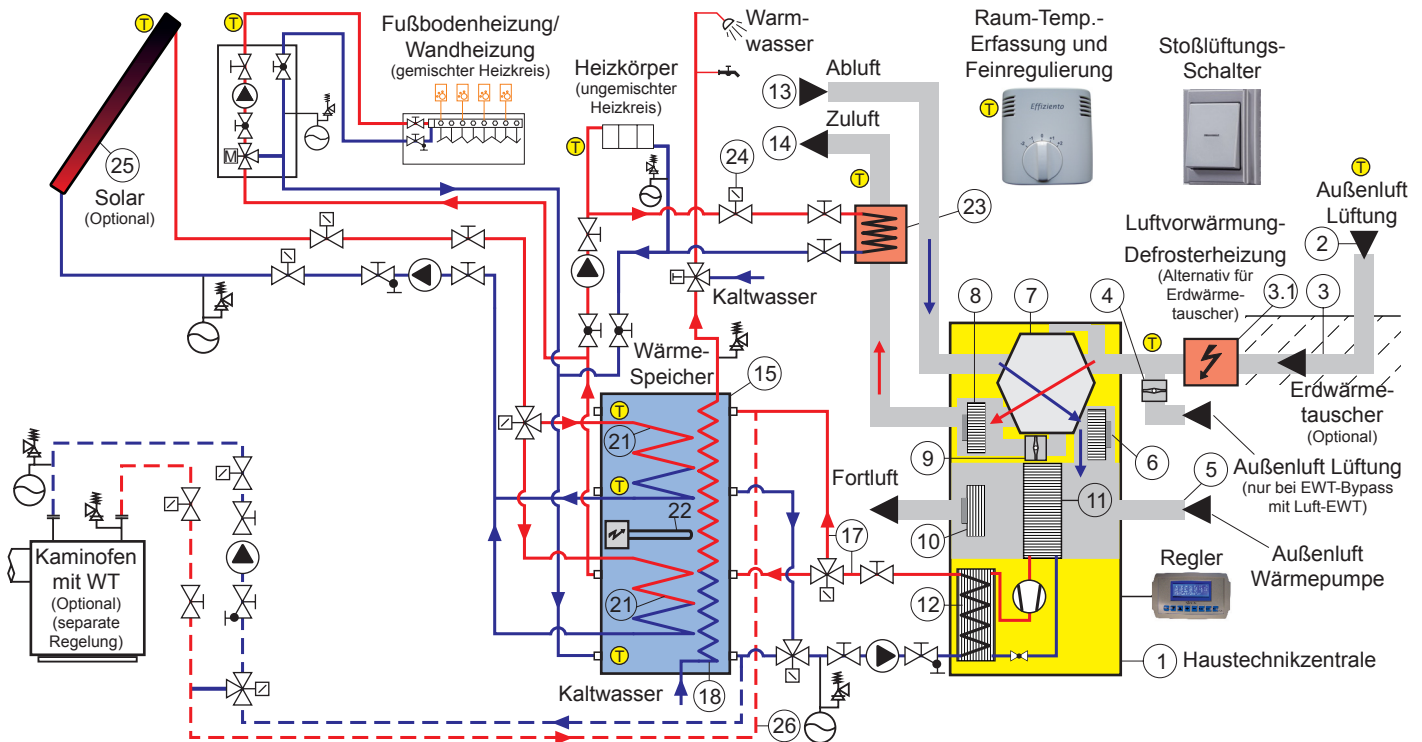 T
T
Fußbodenheizung/
Wandheizung
(gemischter Heizkreis)
M
25
Solar
(Optional)
Heizkörper
(ungemischter
Heizkreis)
T
Warm-
wasser
24
T
Kaltwasser
Abluft
13
Zuluft
14
T
23
Raum-Temp.-
Erfassung und
Feinregulierung
T
Effiziento
Stoßlüftungs-
Schalter
T
Außenluft
Lüftung
2
Luftvorwärmung-
Defrosterheizung
(Alternativ für
Erdwärme-
tauscher)
3.1
3
8
7
4
T
Erdwärme-
tauscher
(Optional)
Wärme-
Speicher
15
T
21
T
22
21
T
18
Kaltwasser
9
6
Außenluft Lüftung
(nur bei EWT-Bypass
mit Luft-EWT)
Fortluft
5
11
10
17
Außenluft
Wärmepumpe
12
Regler
1
Haustechnikzentrale
Kaminofen
mit WT
(Optional)
(separate
Regelung)
26